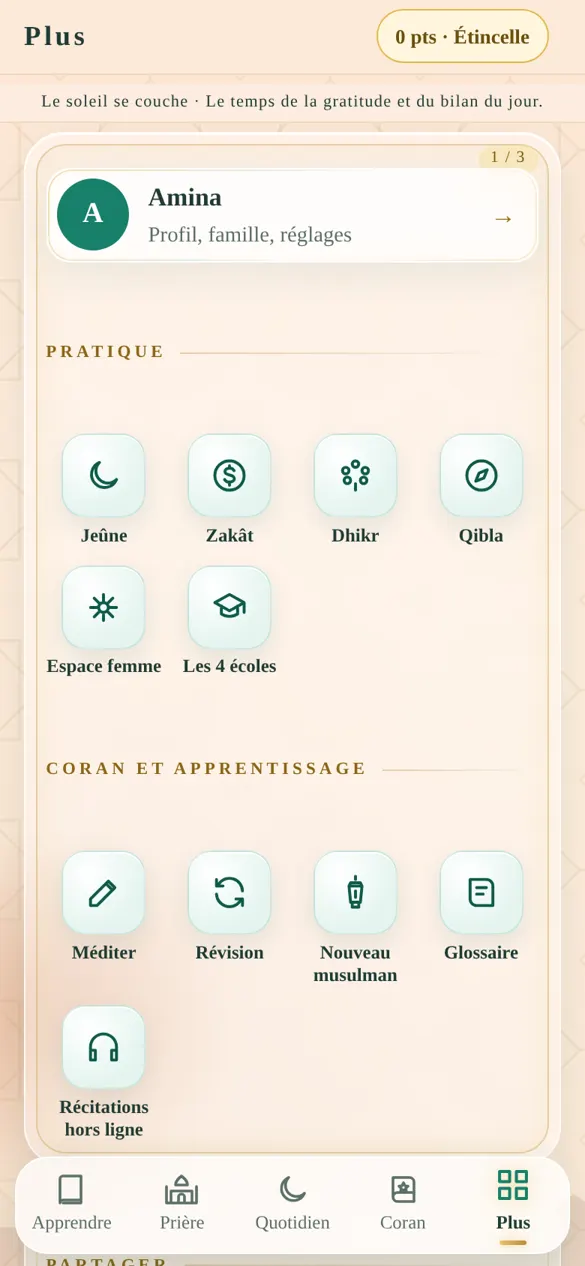 Plus
0 pts · Étincelle
Le soleil se couche · Le temps de la gratitude et du bilan du jour.
1 / 3
A
Amina
Profil, famille, réglages
→
PRATIQUE
Jeûne
Zakât
Dhikr
Qibla
Espace femme
Les 4 écoles
CORAN ET APPRENTISSAGE
Méditer
Révision
Nouveau
musulman
Glossaire
Récitations
hors ligne
Apprendre
Prière
Quotidien
Coran
Plus
PARTAGER